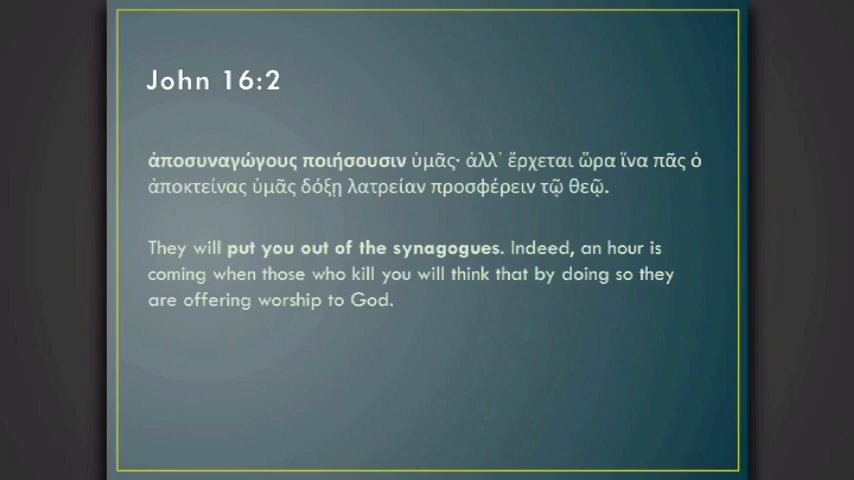 John 16:2
ἀποσυναγώγους ποιήσουσιν ὑμᾶς· ἀλλ᾽ ἔρχεται ὥρα ἵνα πᾶς ὁ
ἀποκτείνας ὑμᾶς δόξῃ λατρείαν προσφέρειν τῷ θεῷ.
They will put you out of the synagogues. Indeed, an hour is
coming when those who kill you will think that by doing so they
are offering worship to God.